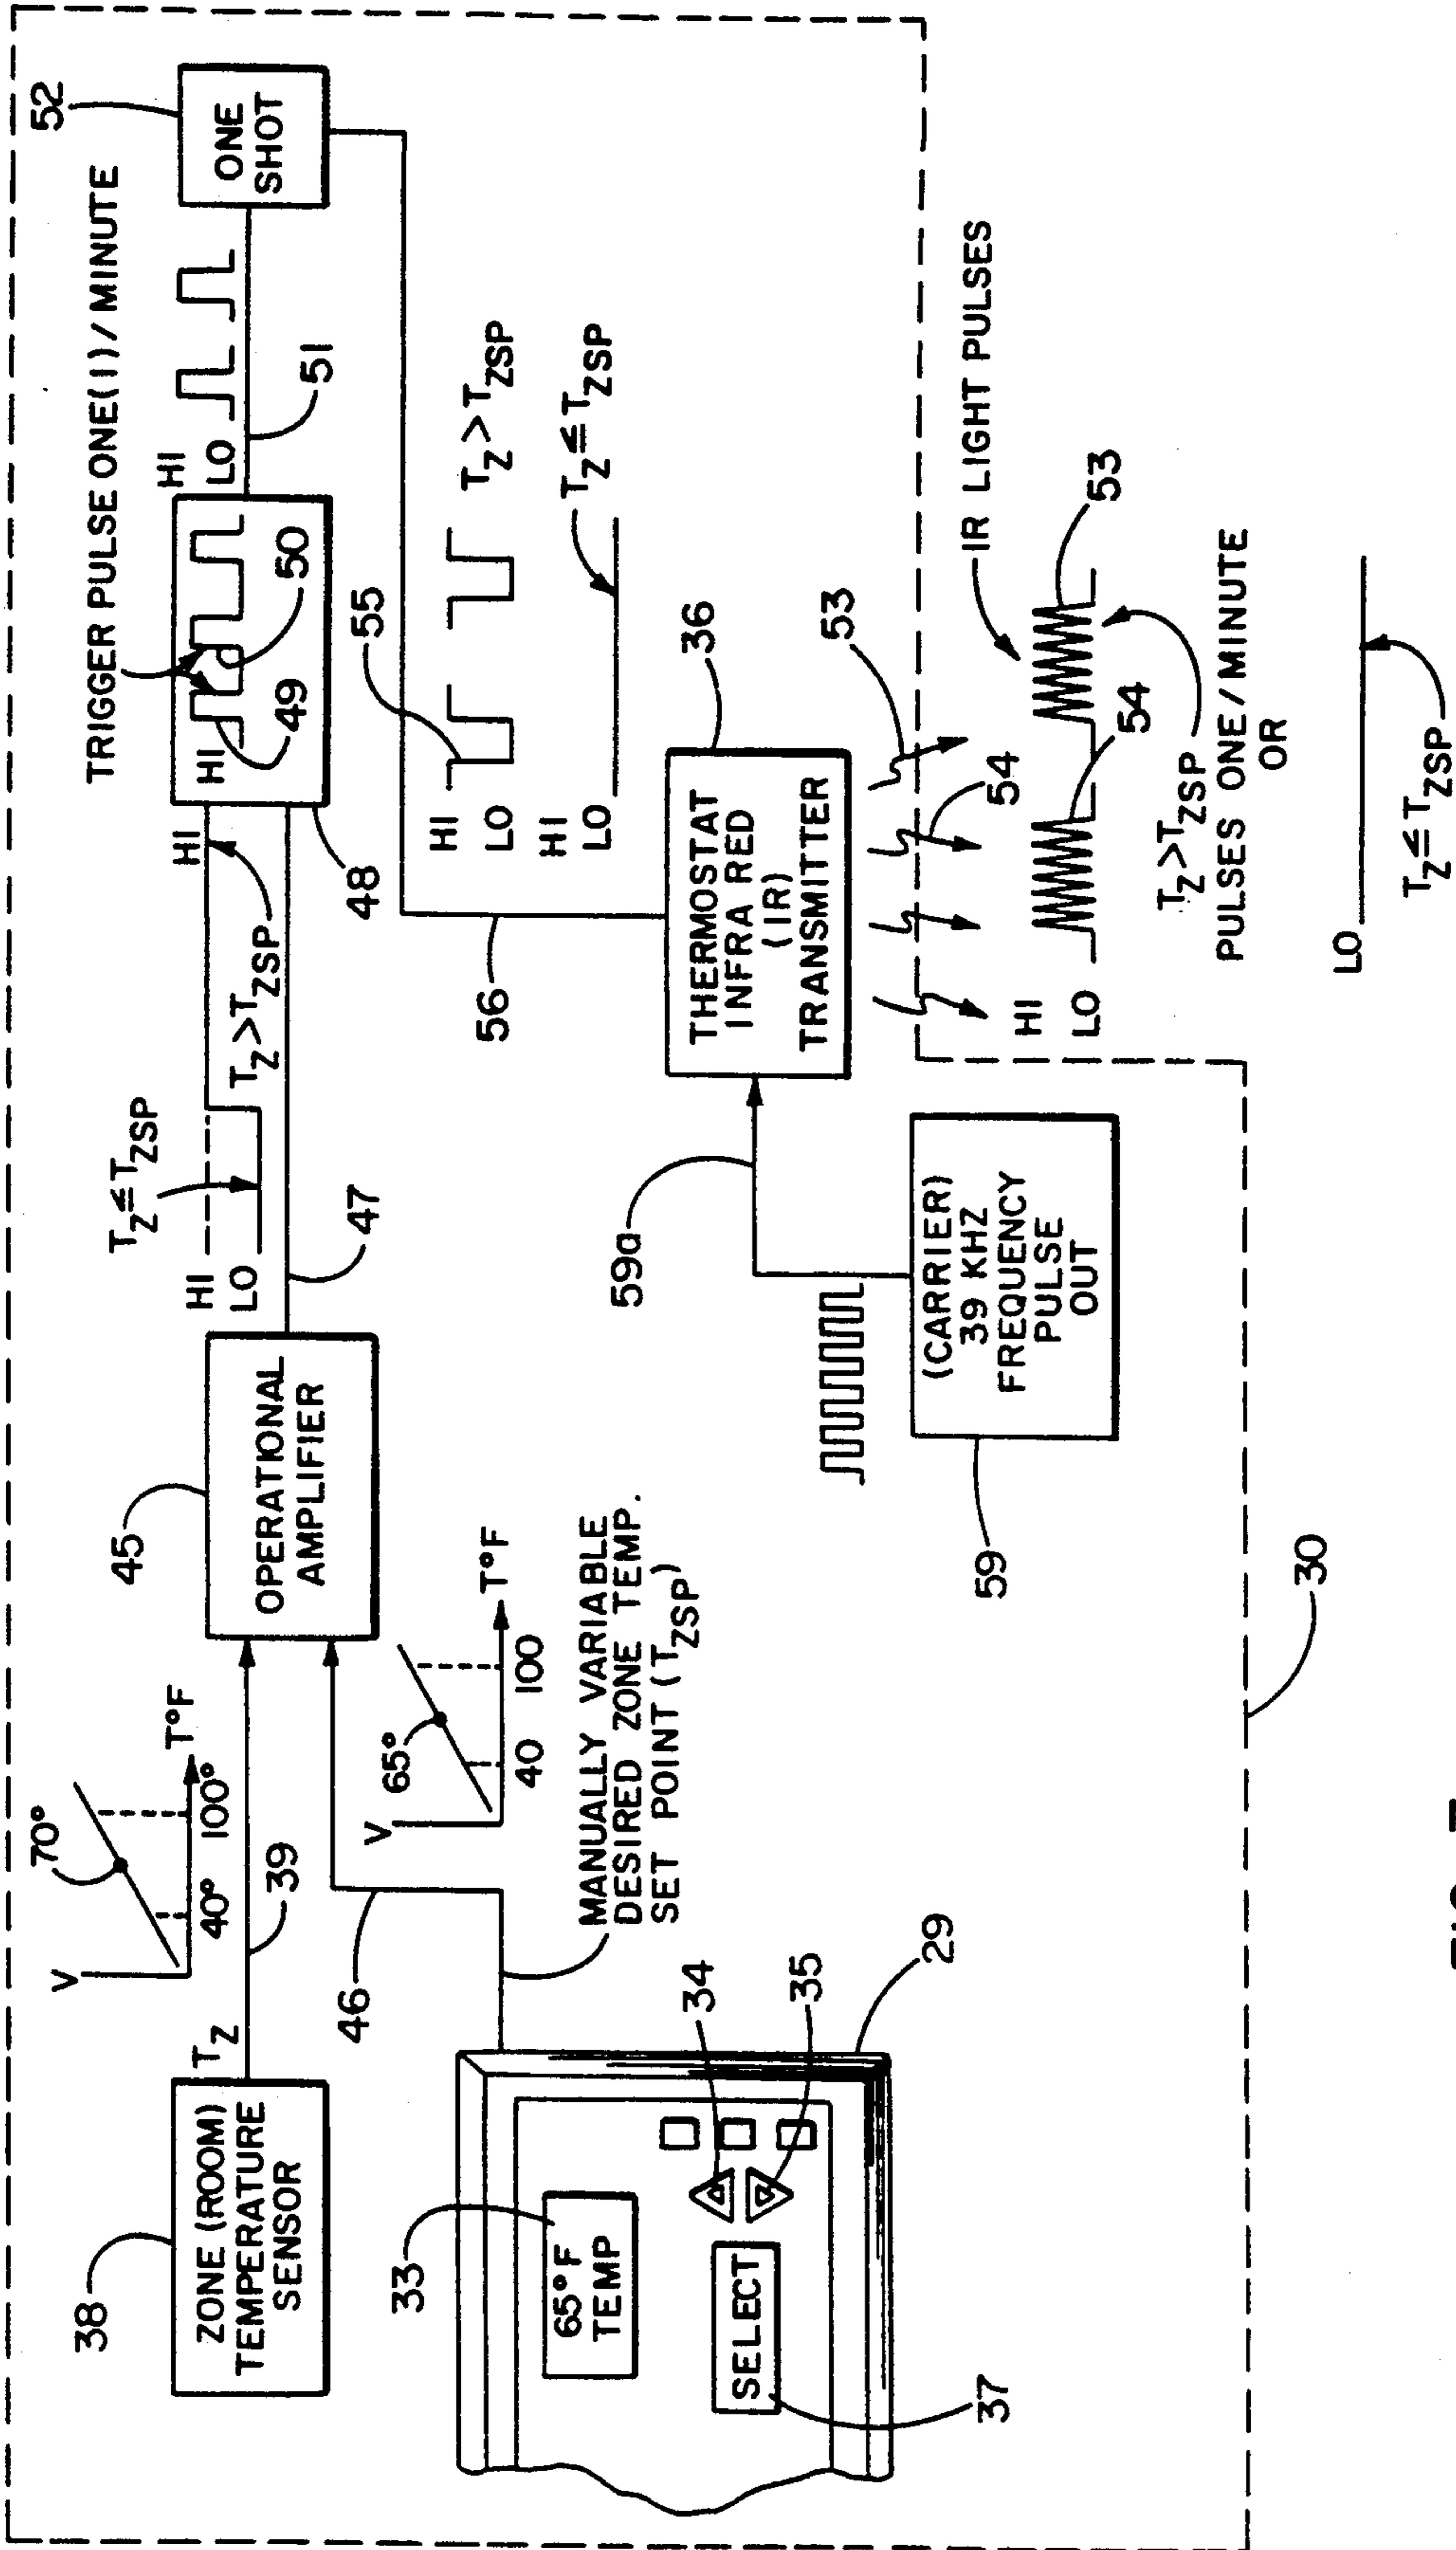 52
TRIGGER PULSE ONE(1)/MINUTE
ONE
SHOT
HI
LO
51
HI
49
50
HI
48
TZ≤TZSP
TZ>TZSP
HI
LO
47
45
OPERATIONAL
AMPLIFIER
70°
V
40°
100°
T°F
39
TZ
38
ZONE (ROOM)
TEMPERATURE
SENSOR
46
V
65°
40
100
T°F
MANUALLY VARIABLE
DESIRED ZONE TEMP.
SET POINT (TZSP)
33
65°F
TEMP
SELECT
37
34
35
29
55
HI
LO
TZ>TZSP
HI
LO
TZ≤TZSP
56
36
THERMOSTAT
INFRA RED
(IR)
TRANSMITTER
53
54
59a
(CARRIER)
39 KHZ
FREQUENCY
PULSE
OUT
59
IR LIGHT PULSES
HI
LO
54
53
TZ>TZSP
PULSES ONE/MINUTE
OR
LO
TZ≤TZSP
30